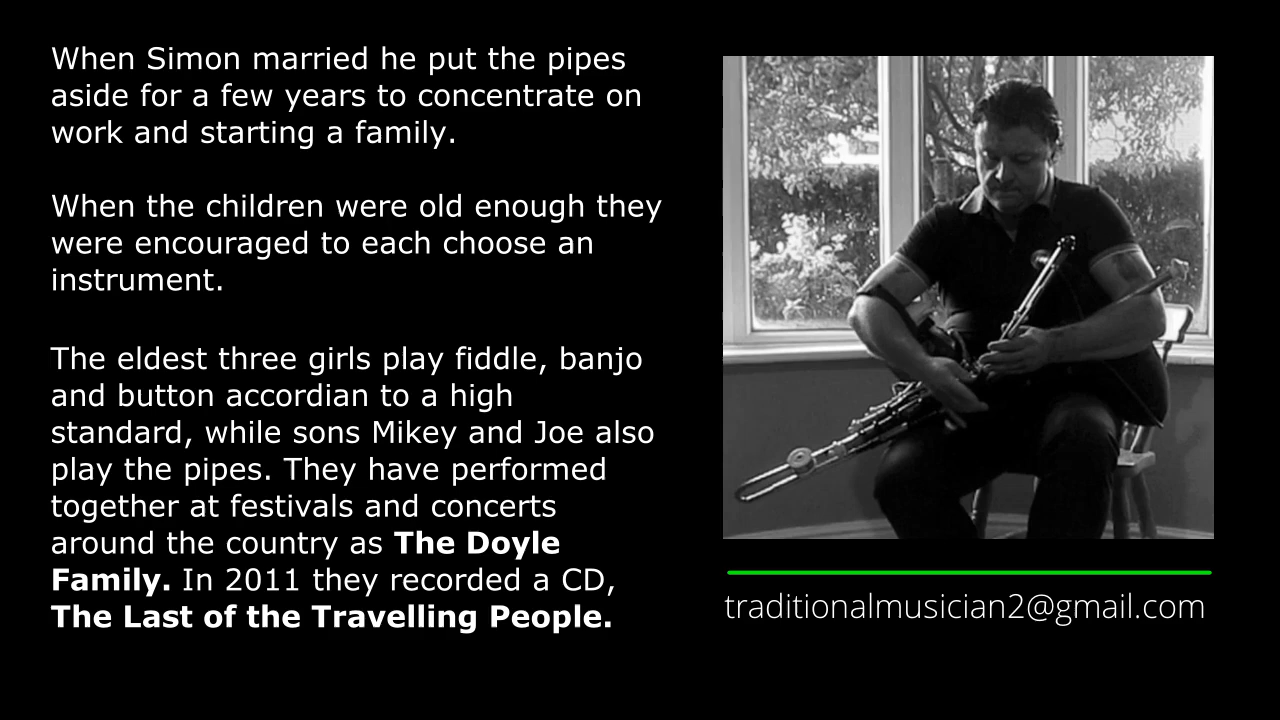 When Simon married he put the pipes
aside for a few years to concentrate on
work and starting a family.
When the children were old enough they
were encouraged to each choose an
instrument.
The eldest three girls play fiddle, banjo
and button accordian to a high
standard, while sons Mikey and Joe also
play the pipes. They have performed
together at festivals and concerts
around the country as The Doyle
Family. In 2011 they recorded a CD,
The Last of the Travelling People.
traditionalmusician2@gmail.com